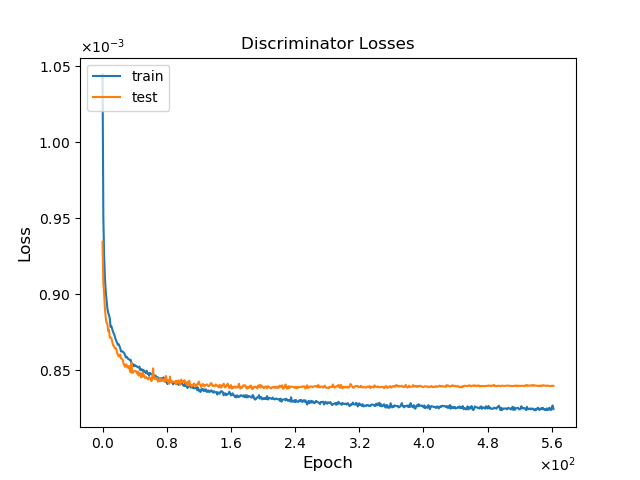 Discriminator Losses
×10⁻³
1.05
1.00
0.95
0.90
0.85
Loss
train
test
0.0 0.8 1.6 2.4 3.2 4.0 4.8 5.6
Epoch
×10²